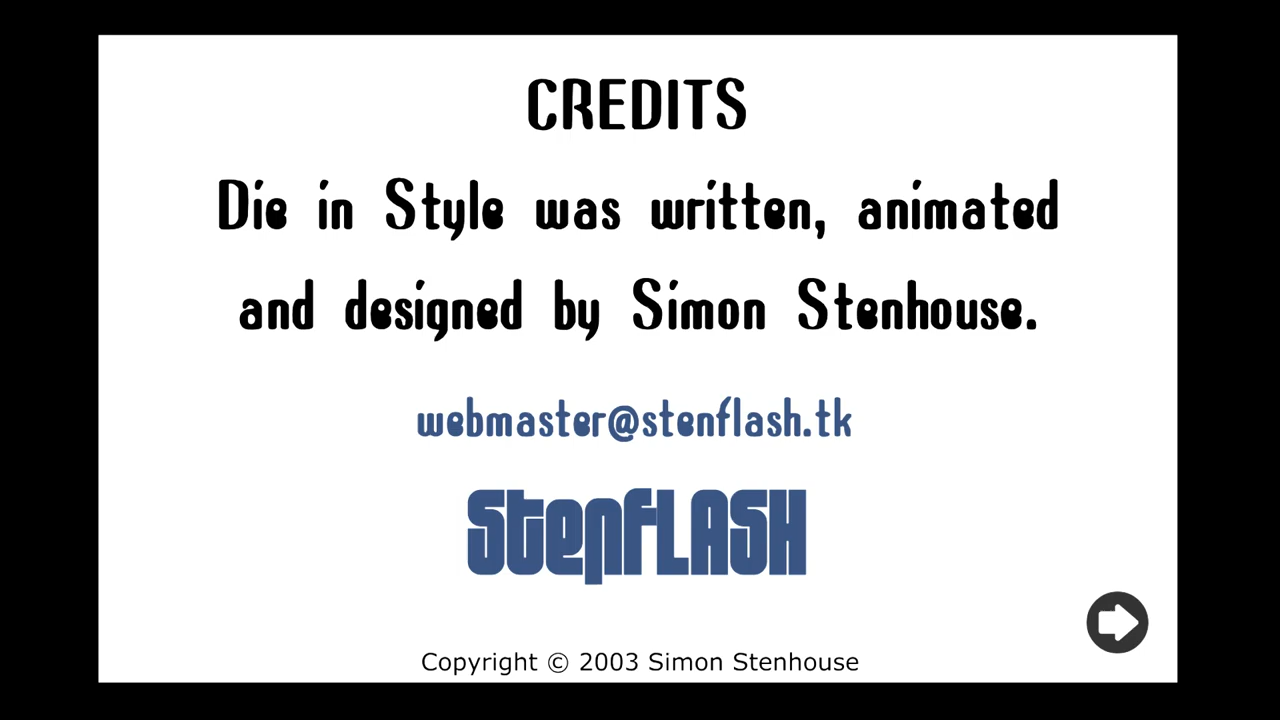 CREDITS
Die in Style was written, animated
and designed by Simon Stenhouse.
webmaster@stenflash.tk
StenFLASH
Copyright © 2003 Simon Stenhouse